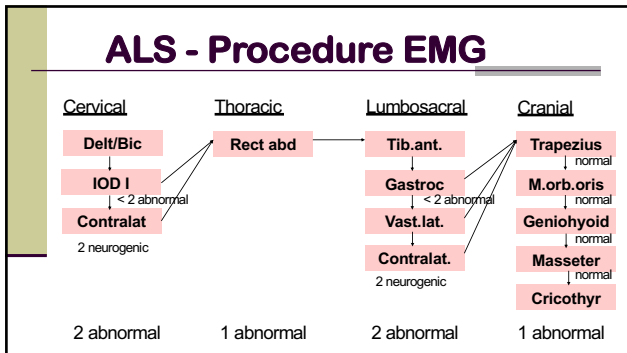 ALS - Procedure EMG
Cervical
Delt/Bic
IOD I
< 2 abnormal
Contralat
2 neurogenic
2 abnormal
Thoracic
Rect abd
1 abnormal
Lumbosacral
Tib.ant.
Gastroc
< 2 abnormal
Vast.lat.
Contralat.
2 neurogenic
2 abnormal
Cranial
Trapezius
normal
M.orb.oris
normal
Geniohyoid
normal
Masseter
normal
Cricothyr
1 abnormal